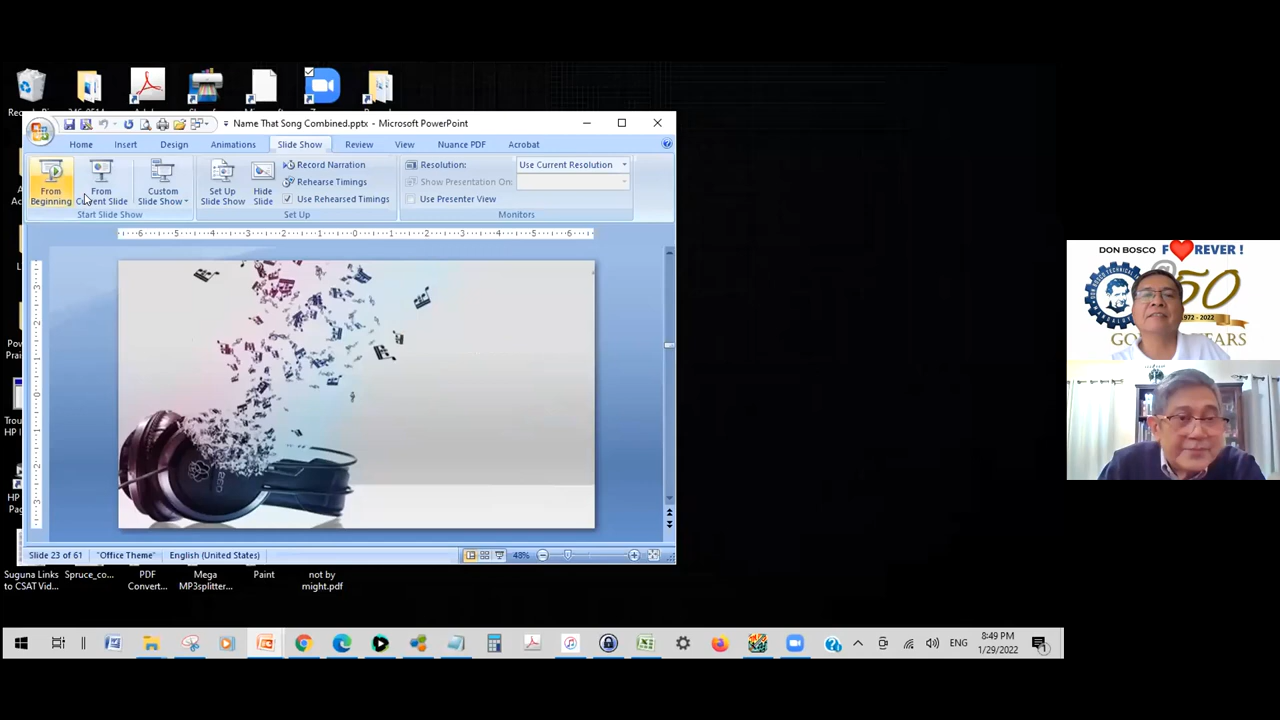 Name That Song Combined.pptx - Microsoft PowerPoint
Home Insert Design Animations Slide Show Review View Nuance PDF Acrobat
From Beginning
From Current Slide
Custom Slide Show
Set Up Slide Show
Hide Slide
Record Narration
Rehearse Timings
Use Rehearsed Timings
Resolution: Use Current Resolution
Show Presentation On:
Use Presenter View
Start Slide Show Set Up Monitors
Slide 23 of 61 "Office Theme" English (United States) 48%
Suguna Links to CSAT Vid...
Spruce_co...
PDF Convert...
Mega MP3splitter...
Paint
not by might.pdf
ENG
8:49 PM
1/29/2022
DON BOSCO F REVER !
50
1972 - 2022